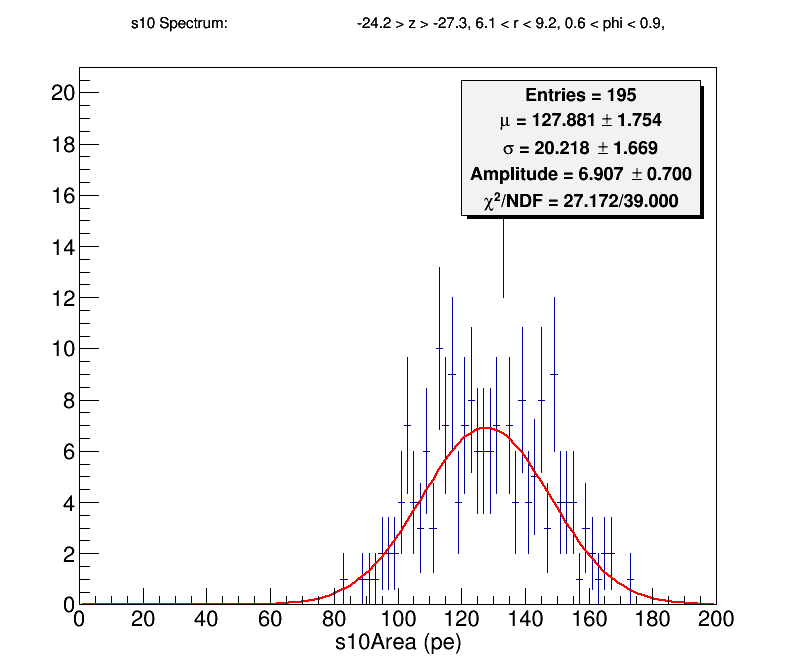 s10 Spectrum: -24.2 > z > -27.3, 6.1 < r < 9.2, 0.6 < phi < 0.9,
Entries = 195
μ = 127.881 ± 1.754
σ = 20.218 ± 1.669
Amplitude = 6.907 ± 0.700
χ²/NDF = 27.172/39.000
20
18
16
14
12
10
8
6
4
2
0
0 20 40 60 80 100 120 140 160 180 200
s10Area (pe)